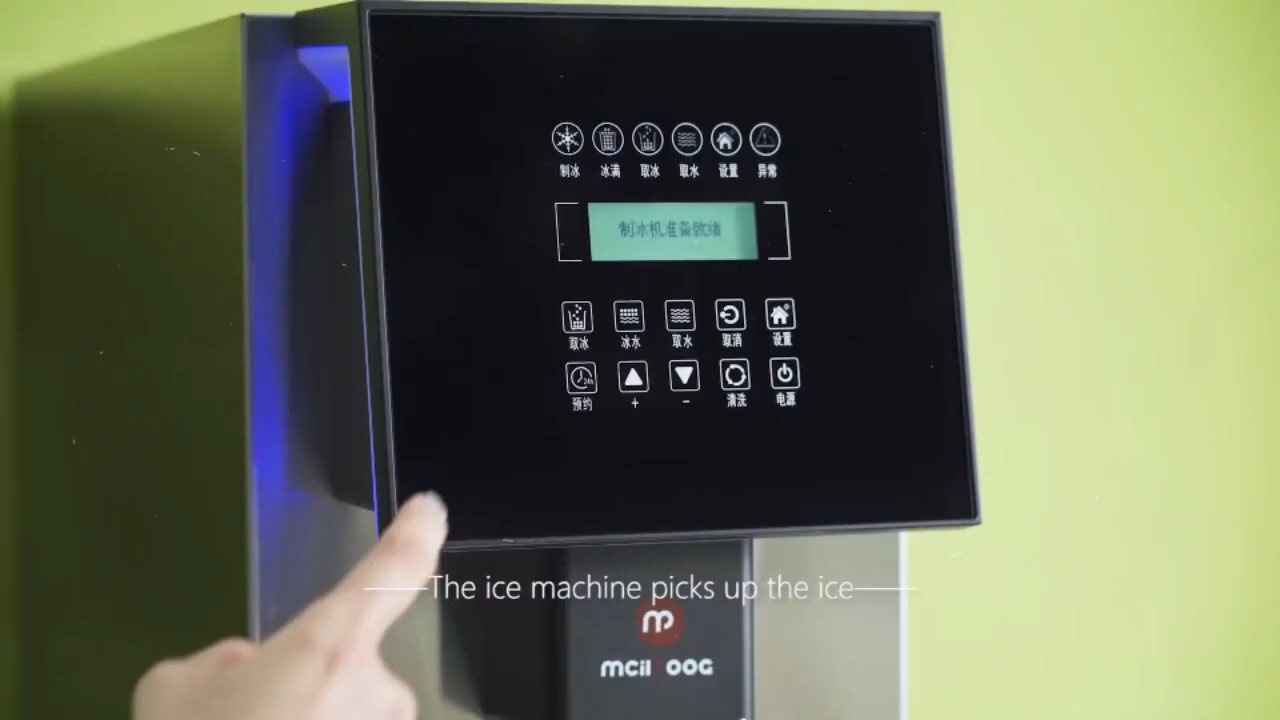 制冰 冰满 取冰 取水 设置 异常
制冰机准备就绪
取冰 冰水 取水 取消 设置
24h
预约 + − 清洗 电源
The ice machine picks up the ice